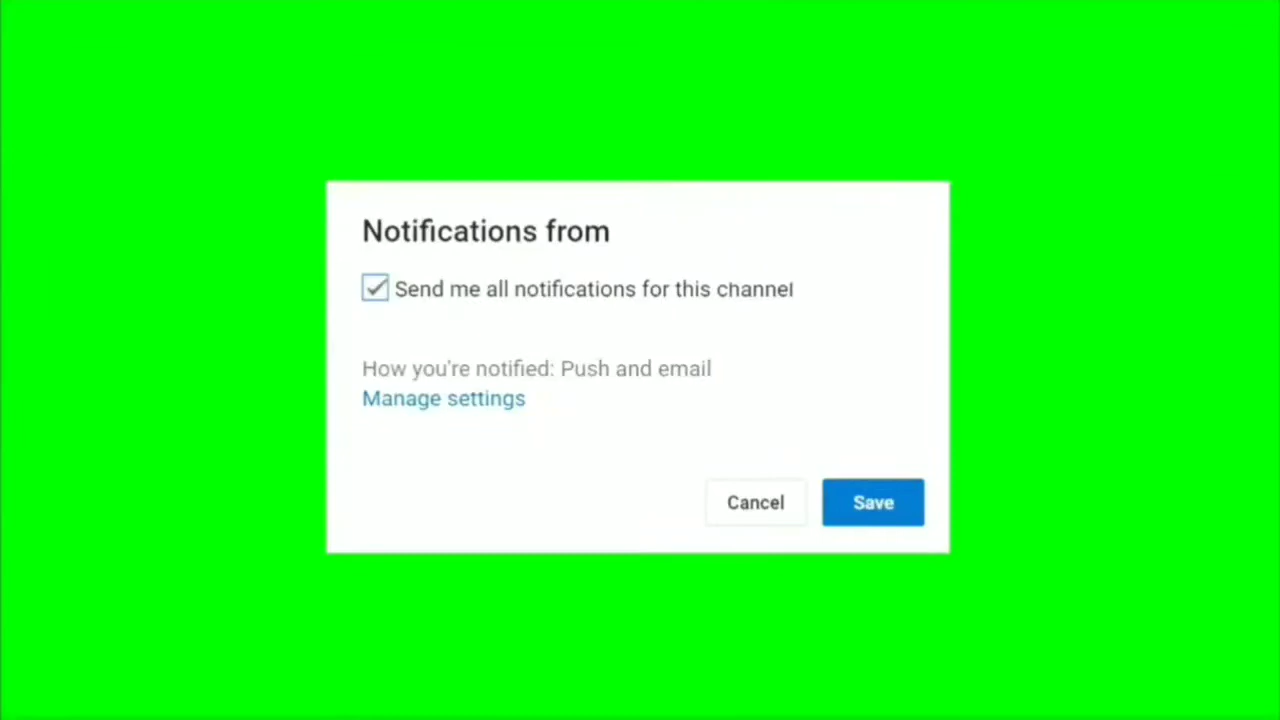 Notifications from
Send me all notifications for this channel
How you're notified: Push and email
Manage settings
Cancel Save